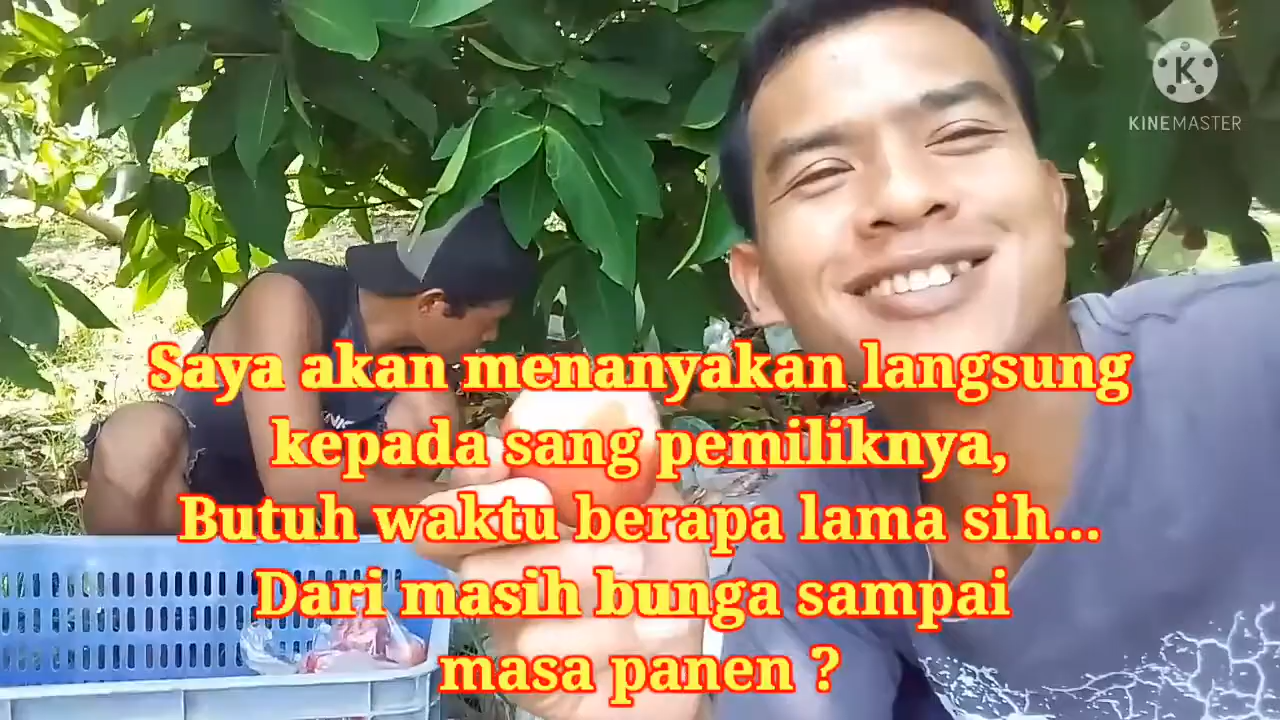 KINEMASTER
Saya akan menanyakan langsung
kepada sang pemiliknya,
Butuh waktu berapa lama sih...
Dari masih bunga sampai
masa panen ?